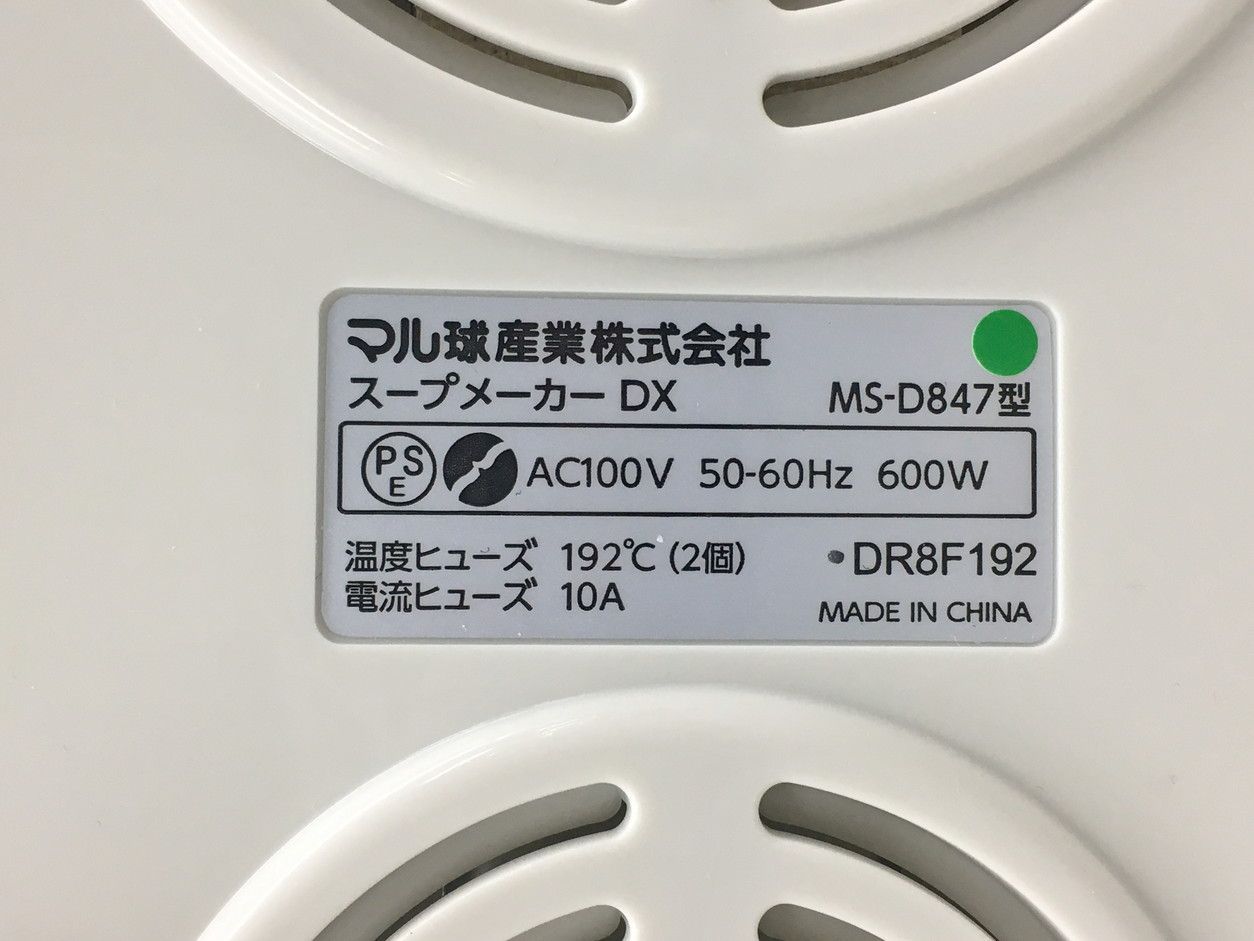 マル球産業株式会社
スープメーカー DX MS-D847型
PSE AC100V 50-60Hz 600W
温度ヒューズ 192℃ (2個) •DR8F192
電流ヒューズ 10A MADE IN CHINA